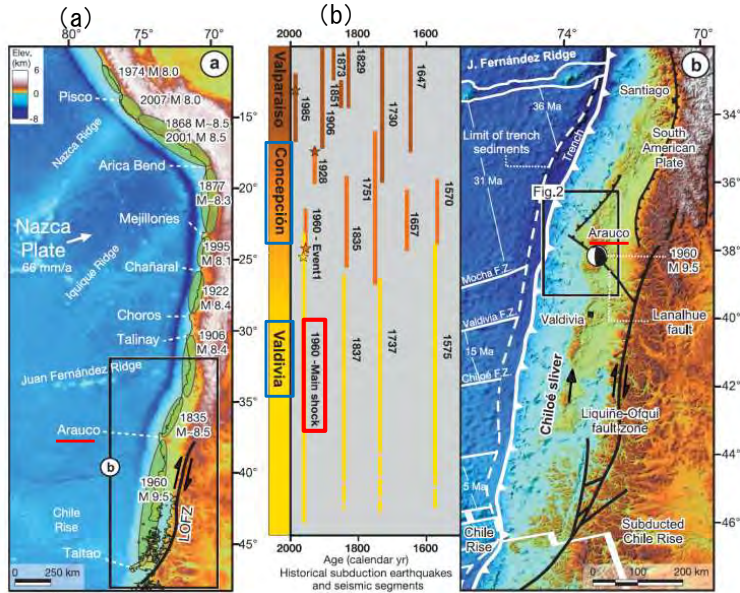 (a)
(b)
80°
75°
70°
Elev.
(km)
6
0
-8
a
1974 M 8.0
Pisco
2007 M 8.0
1868 M~8.5
2001 M 8.5
Nazca Ridge
Arica Bend
1877
M~8.3
Nazca
Plate
66 mm/a
Iquique Ridge
Mejillones
1995
M 8.1
Chañaral
1922
M 8.4
Choros
Talinay
1906
M 8.4
Juan Fernández Ridge
Arauco
1835
M~8.5
b
1960
M 9.5
LOFZ
Chile
Rise
Taitao
0 250 km
15°
20°
25°
30°
35°
40°
45°
2000
1800
1600
Valparaiso
Concepción
Valdivia
1985
1906
1851
1873
1829
1730
1647
1928
1751
1657
1570
1960 - Event1
1835
1960 -Main shock
1837
1737
1575
2000
1800
1600
Age (calendar yr)
Historical subduction earthquakes
and seismic segments
74°
70°
b
J. Fernández Ridge
Santiago
36 Ma
Limit of trench
sediments
Trench
South
American
Plate
31 Ma
Fig.2
Arauco
1960
M 9.5
Mocha F.Z.
Valdivia F.Z.
Valdivia
Lanalhue
fault
15 Ma
Chiloé F.Z.
Chiloé sliver
Liquiñe-Ofqui
fault zone
5 Ma
Chile
Rise
Subducted
Chile Rise
0 100 200 km
34°
36°
38°
40°
42°
44°
46°